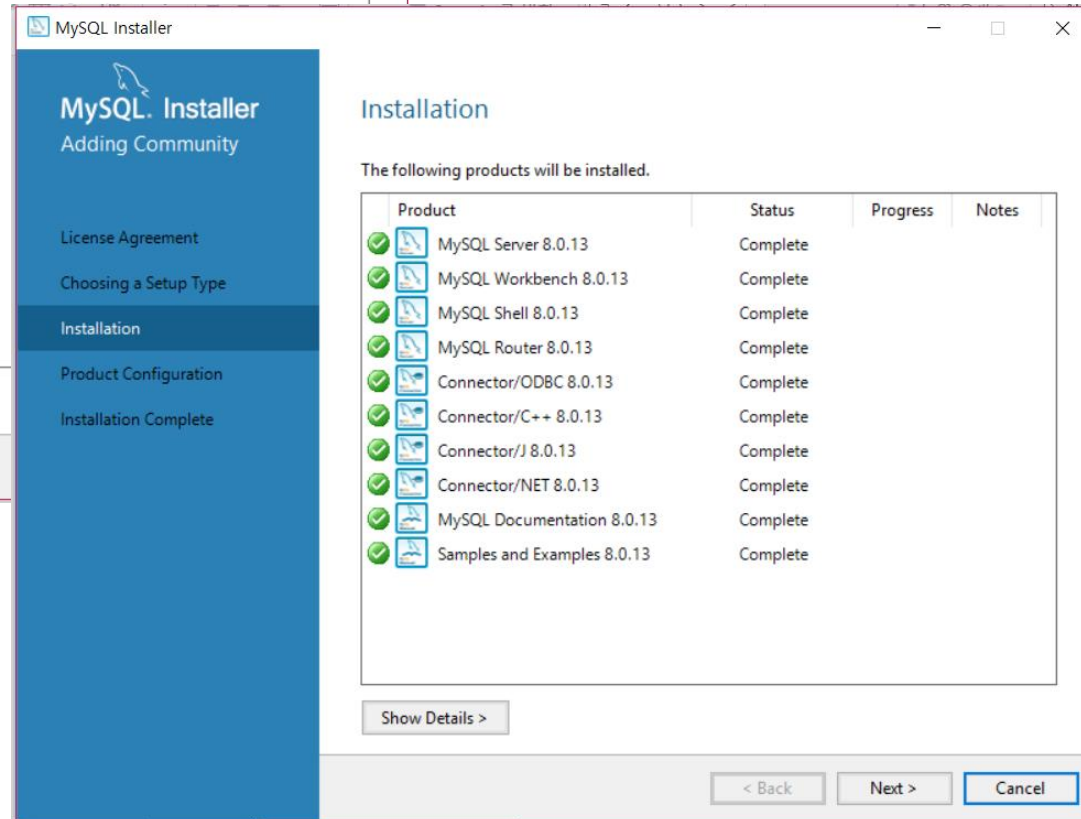 MySQL Installer
MySQL. Installer
Adding Community
License Agreement
Choosing a Setup Type
Installation
Product Configuration
Installation Complete
Installation
The following products will be installed.
Product Status Progress Notes
MySQL Server 8.0.13 Complete
MySQL Workbench 8.0.13 Complete
MySQL Shell 8.0.13 Complete
MySQL Router 8.0.13 Complete
Connector/ODBC 8.0.13 Complete
Connector/C++ 8.0.13 Complete
Connector/J 8.0.13 Complete
Connector/NET 8.0.13 Complete
MySQL Documentation 8.0.13 Complete
Samples and Examples 8.0.13 Complete
Show Details >
< Back Next > Cancel